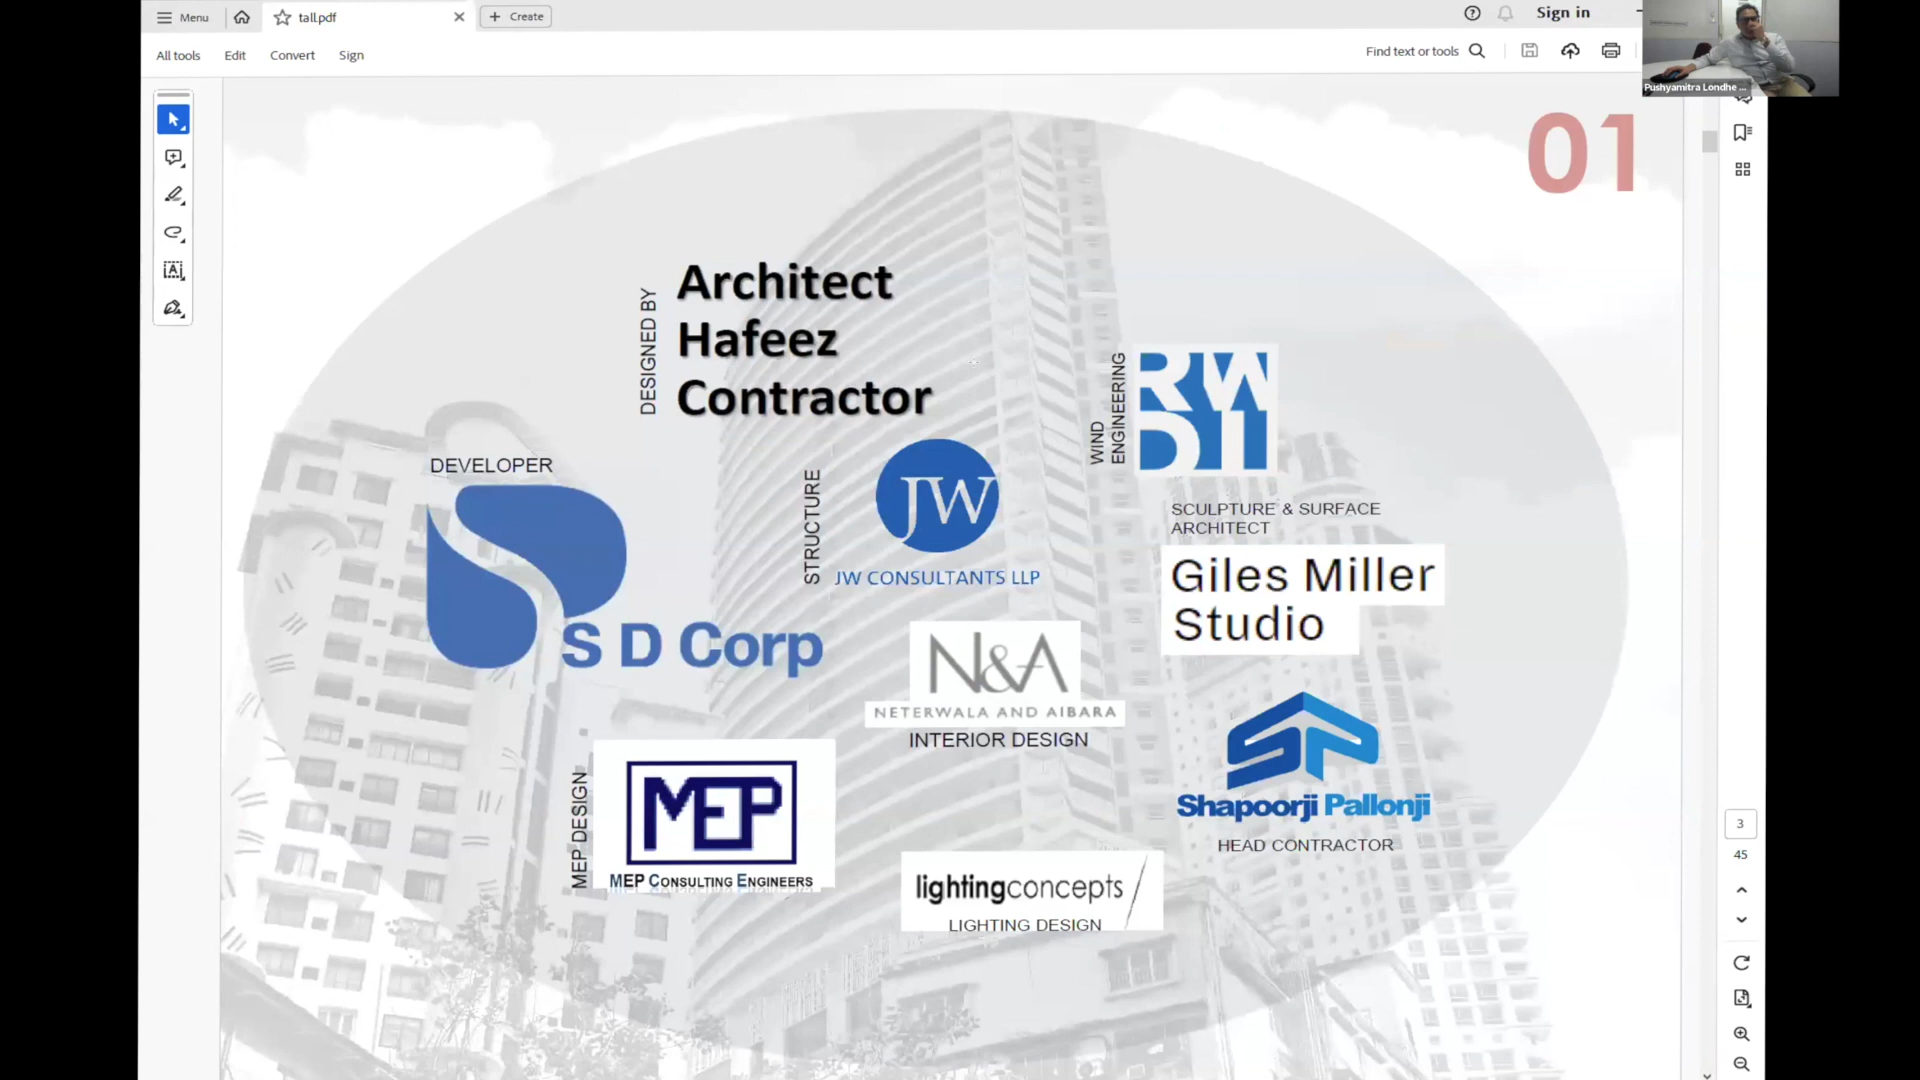 Menu
tall.pdf
Create
Sign in
All tools
Edit
Convert
Sign
Find text or tools
Pushyamitra Londhe ...
01
DESIGNED BY
Architect
Hafeez
Contractor
WIND
ENGINEERING
RWDI
DEVELOPER
S D Corp
STRUCTURE
JW
JW CONSULTANTS LLP
SCULPTURE & SURFACE
ARCHITECT
Giles Miller
Studio
N&A
NETERWALA AND AIBARA
INTERIOR DESIGN
SP
Shapoorji Pallonji
HEAD CONTRACTOR
MEP DESIGN
MEP
MEP CONSULTING ENGINEERS
lightingconcepts
LIGHTING DESIGN
3
45